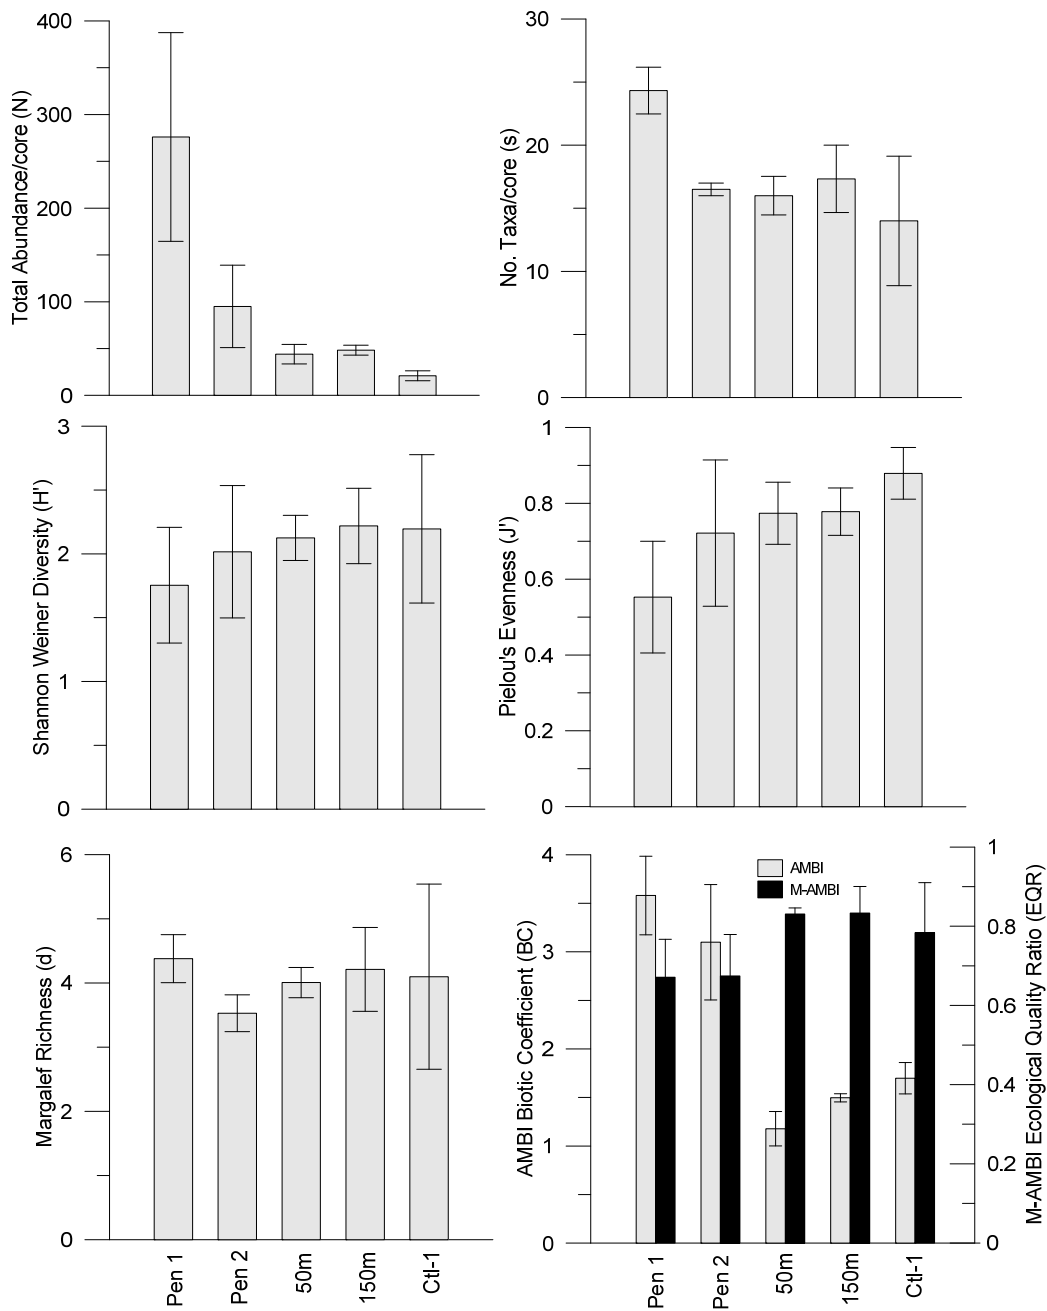 Total Abundance/core (N)
400
300
200
100
0
No. Taxa/core (s)
30
20
10
0
Shannon Weiner Diversity (H')
3
2
1
0
Pielou's Evenness (J')
1
0.8
0.6
0.4
0.2
0
Margalef Richness (d)
6
4
2
0
Pen 1
Pen 2
50m
150m
Ctl-1
AMBI Biotic Coefficient (BC)
4
3
2
1
0
AMBI
M-AMBI
1
0.8
0.6
0.4
0.2
0
M-AMBI Ecological Quality Ratio (EQR)
Pen 1
Pen 2
50m
150m
Ctl-1